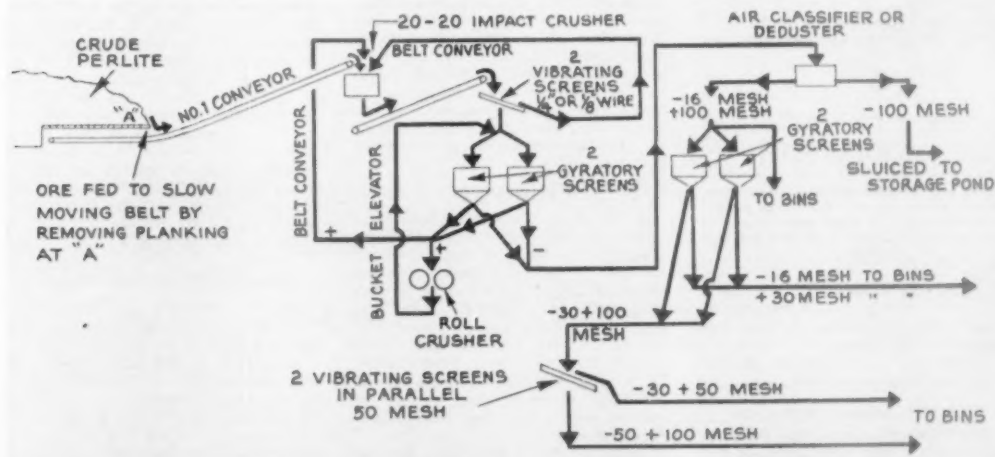 CRUDE
PERLITE
"A"
NO.1 CONVEYOR
ORE FED TO SLOW
MOVING BELT BY
REMOVING PLANKING
AT "A"
20-20 IMPACT CRUSHER
BELT CONVEYOR
2
VIBRATING
SCREENS
1/4" OR 1/8" WIRE
BELT CONVEYOR
BUCKET ELEVATOR
2
GYRATORY
SCREENS
+
+
-
ROLL
CRUSHER
AIR CLASSIFIER OR
DEDUSTER
-16 MESH
+100 MESH
-100 MESH
2
GYRATORY
SCREENS
SLUICED TO
STORAGE POND
TO BINS
-16 MESH TO BINS
+30 MESH " "
-30+100
MESH
2 VIBRATING SCREENS
IN PARALLEL
50 MESH
-30 + 50 MESH
TO BINS
-50 + 100 MESH